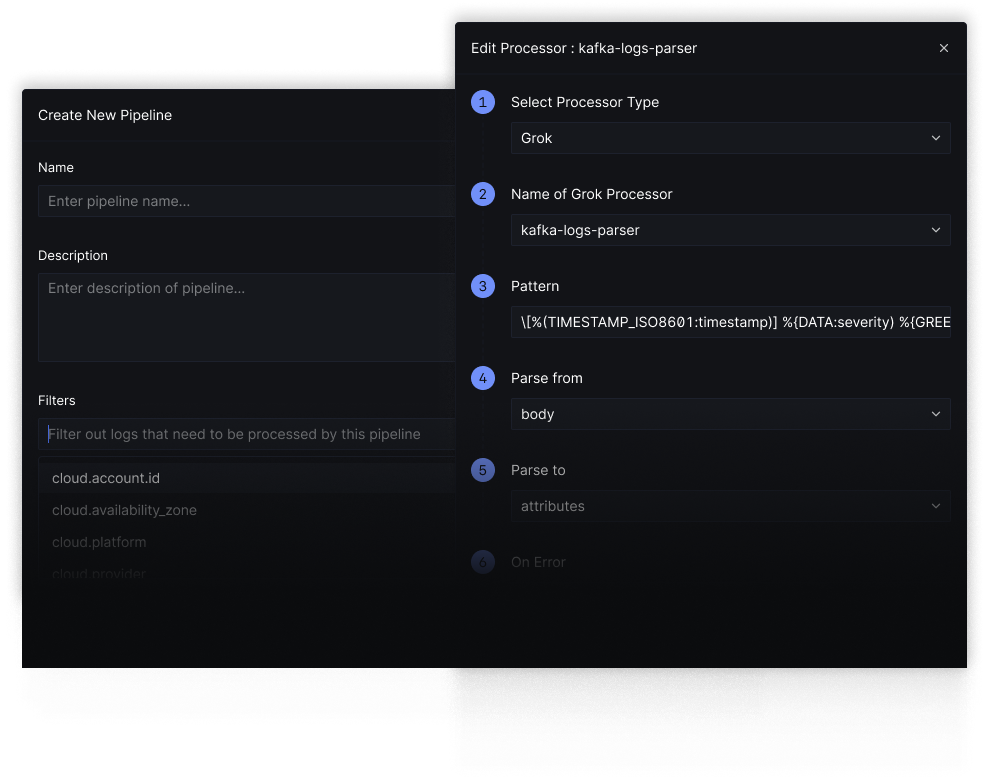 Create New Pipeline
Name
Enter pipeline name...
Description
Enter description of pipeline...
Filters
Filter out logs that need to be processed by this pipeline
cloud.account.id
cloud.availability_zone
cloud.platform
cloud.provider
Edit Processor : kafka-logs-parser
1 Select Processor Type
Grok
2 Name of Grok Processor
kafka-logs-parser
3 Pattern
\[%(TIMESTAMP_ISO8601:timestamp)] %{DATA:severity) %{GREE
4 Parse from
body
5 Parse to
attributes
6 On Error